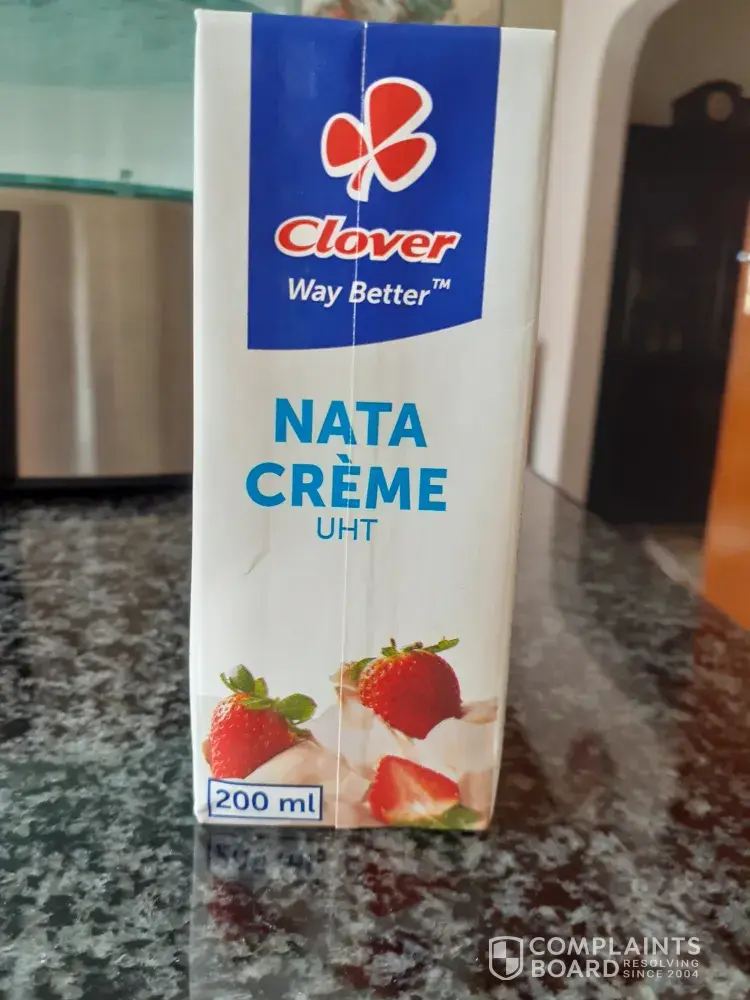 Clover
Way Better™
NATA
CRÈME
UHT
200 ml
COMPLAINTS
BOARD RESOLVING
SINCE 2004